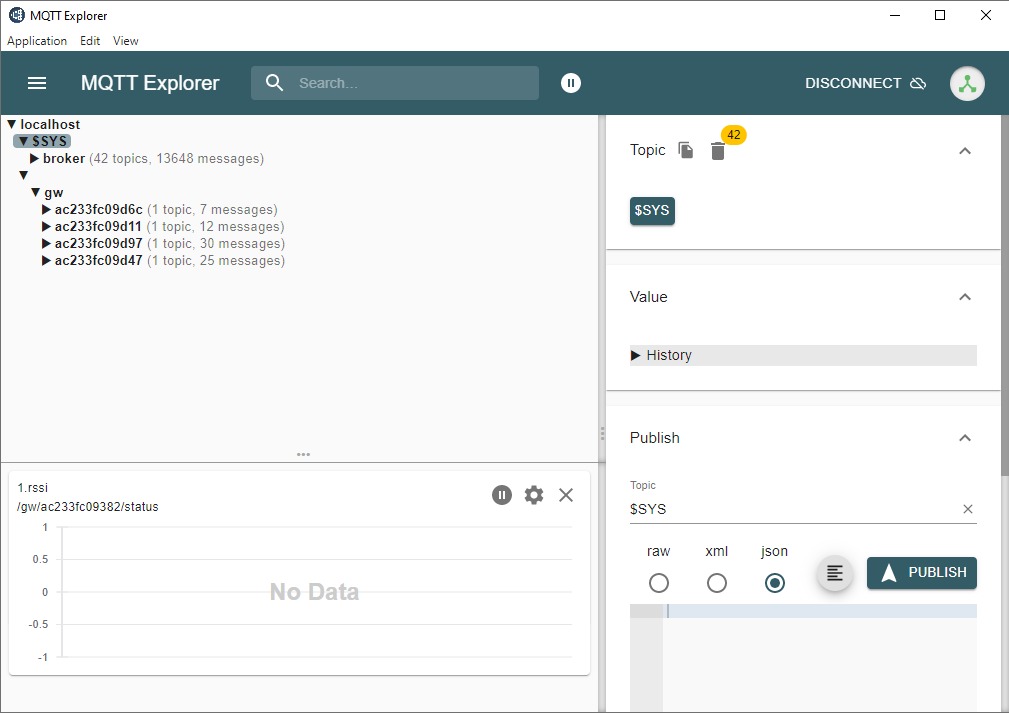 MQTT Explorer
Application Edit View
MQTT Explorer
Search...
DISCONNECT
localhost
$SYS
broker (42 topics, 13648 messages)
gw
ac233fc09d6c (1 topic, 7 messages)
ac233fc09d11 (1 topic, 12 messages)
ac233fc09d97 (1 topic, 30 messages)
ac233fc09d47 (1 topic, 25 messages)
1.rssi
/gw/ac233fc09382/status
1
0.5
0
-0.5
-1
No Data
Topic 42
$SYS
Value
History
Publish
Topic
$SYS
raw xml json
PUBLISH